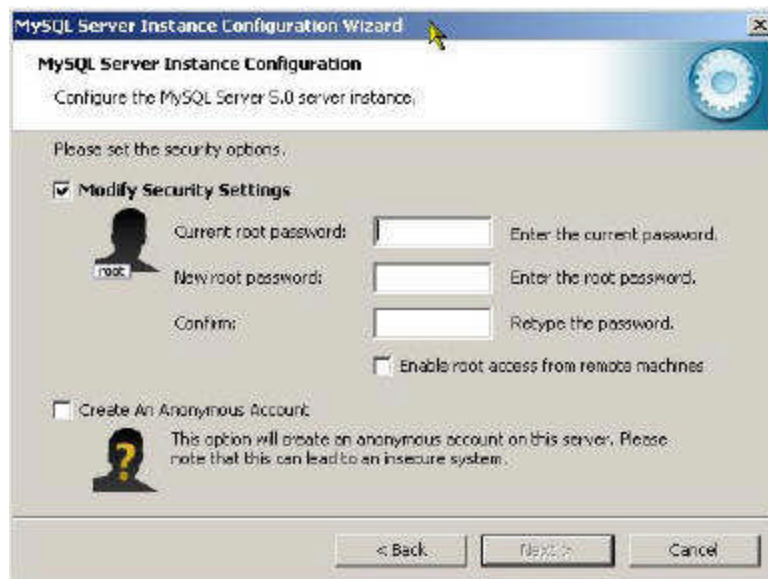 MySQL Server Instance Configuration Wizard
MySQL Server Instance Configuration
Configure the MySQL Server 5.0 server instance.
Please set the security options.
Modify Security Settings
root
Current root password:
Enter the current password.
New root password:
Enter the root password.
Confirm:
Retype the password.
Enable root access from remote machines
Create An Anonymous Account
This option will create an anonymous account on this server. Please
note that this can lead to an insecure system.
?
< Back
Next >
Cancel